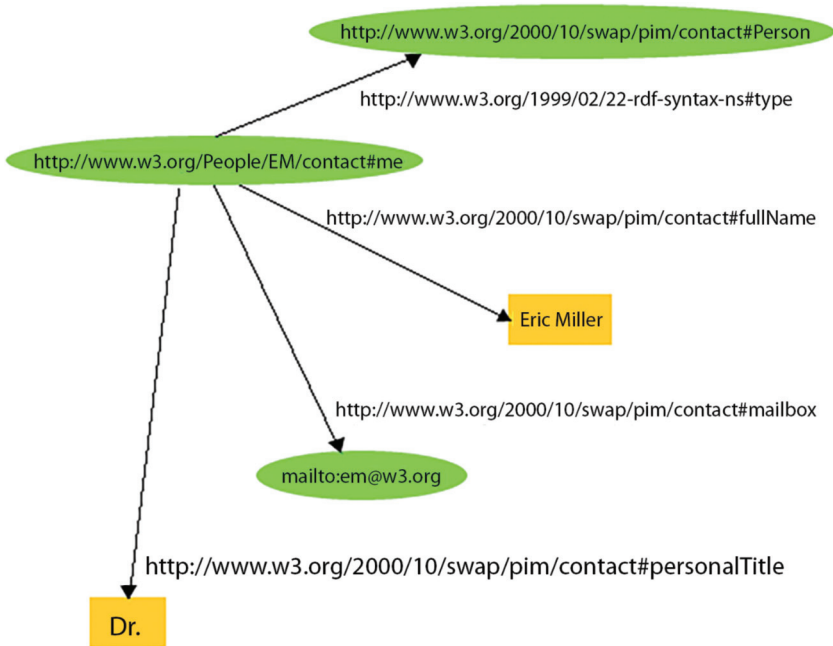 http://www.w3.org/2000/10/swap/pim/contact#Person
http://www.w3.org/1999/02/22-rdf-syntax-ns#type
http://www.w3.org/People/EM/contact#me
http://www.w3.org/2000/10/swap/pim/contact#fullName
Eric Miller
http://www.w3.org/2000/10/swap/pim/contact#mailbox
mailto:em@w3.org
http://www.w3.org/2000/10/swap/pim/contact#personalTitle
Dr.